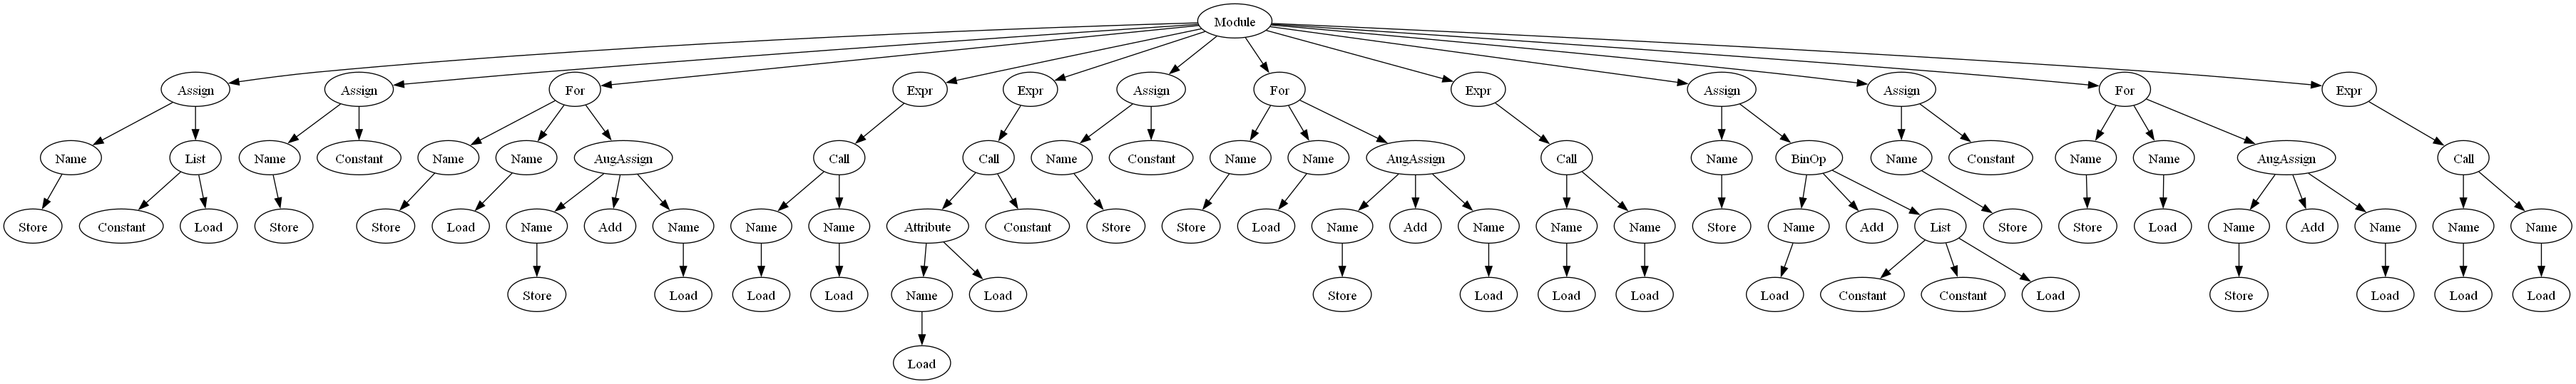 Module
Assign Assign For Expr Expr Assign For Expr Assign Assign For Expr
Name List Name Constant Name Name AugAssign Call Call Name Constant Name Name AugAssign Call Name BinOp Name Constant Name Name AugAssign Call
Store Constant Load Store Store Load Name Add Name Name Name Attribute Constant Store Store Load Name Add Name Name Name Store Name Add List Store Store Load Name Add Name Name Name
Store Load Load Load Name Load Store Load Load Load Load Constant Constant Load Store Load Load Load
Load